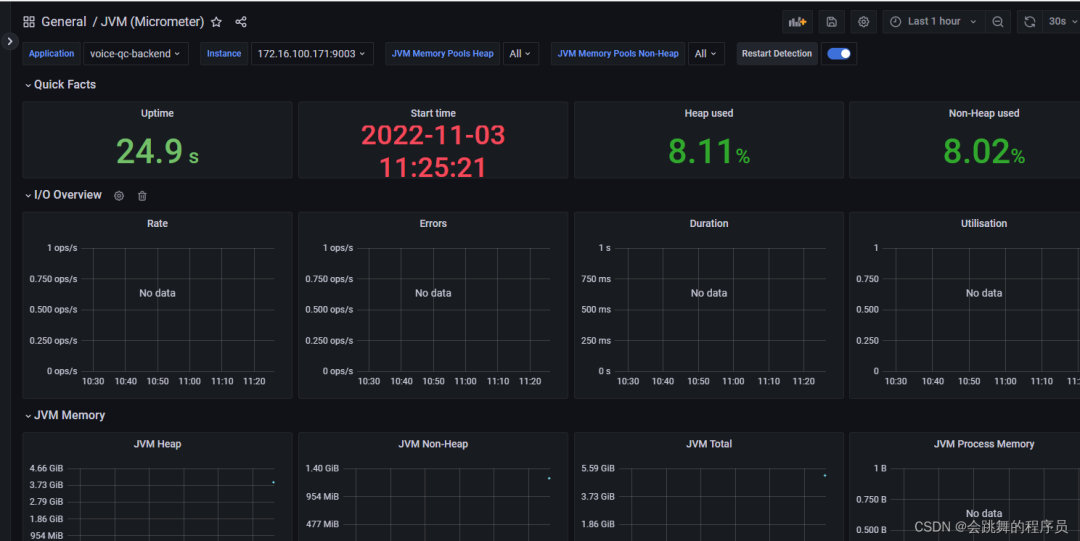 General / JVM (Micrometer)
Last 1 hour
30s
Application voice-qc-backend Instance 172.16.100.171:9003 JVM Memory Pools Heap All JVM Memory Pools Non-Heap All Restart Detection
Quick Facts
Uptime
24.9 s
Start time
2022-11-03
11:25:21
Heap used
8.11%
Non-Heap used
8.02%
I/O Overview
Rate
1 ops/s
0.750 ops/s
0.500 ops/s
0.250 ops/s
0 ops/s
No data
10:30 10:40 10:50 11:00 11:10 11:20
Errors
1 ops/s
0.750 ops/s
0.500 ops/s
0.250 ops/s
0 ops/s
No data
10:30 10:40 10:50 11:00 11:10 11:20
Duration
1 s
750 ms
500 ms
250 ms
0 s
No data
10:30 10:40 10:50 11:00 11:10 11:20
Utilisation
1
0.750
0.500
0.250
0
No data
10:30 10:40 10:50 11:00 11:10 11:
JVM Memory
JVM Heap
4.66 GiB
3.73 GiB
2.79 GiB
1.86 GiB
954 MiB
JVM Non-Heap
1.40 GiB
954 MiB
477 MiB
JVM Total
5.59 GiB
3.73 GiB
1.86 GiB
JVM Process Memory
1 B
0.750 B
0.500 B
No data
CSDN @会跳舞的程序员